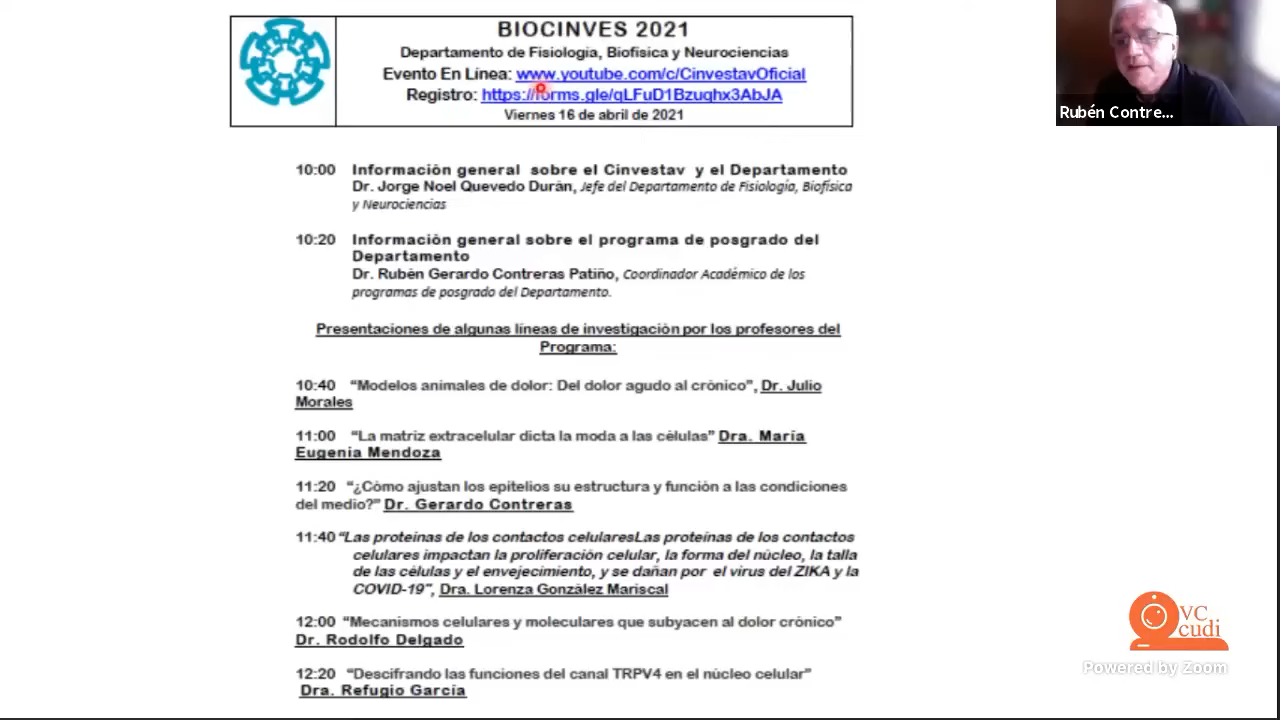 BIOCINVES 2021
Departamento de Fisiología, Biofísica y Neurociencias
Evento En Línea: www.youtube.com/c/CinvestavOficial
Registro: https://forms.gle/qLFuD1Bzuqhx3AbJA
Viernes 16 de abril de 2021
Rubén Contre...
10:00 Información general sobre el Cinvestav y el Departamento
Dr. Jorge Noel Quevedo Durán, Jefe del Departamento de Fisiología, Biofísica
y Neurociencias
10:20 Información general sobre el programa de posgrado del
Departamento
Dr. Rubén Gerardo Contreras Patiño, Coordinador Académico de los
programas de posgrado del Departamento.
Presentaciones de algunas líneas de investigación por los profesores del
Programa:
10:40 “Modelos animales de dolor: Del dolor agudo al crónico”, Dr. Julio
Morales
11:00 “La matriz extracelular dicta la moda a las células” Dra. María
Eugenia Mendoza
11:20 “¿Cómo ajustan los epitelios su estructura y función a las condiciones
del medio?” Dr. Gerardo Contreras
11:40 “Las proteínas de los contactos celularesLas proteínas de los contactos
celulares impactan la proliferación celular, la forma del núcleo, la talla
de las células y el envejecimiento, y se dañan por el virus del ZIKA y la
COVID-19”, Dra. Lorenza González Mariscal
12:00 “Mecanismos celulares y moleculares que subyacen al dolor crónico”
Dr. Rodolfo Delgado
12:20 “Descifrando las funciones del canal TRPV4 en el núcleo celular”
Dra. Refugio García
VC
cudi
Powered by Zoom